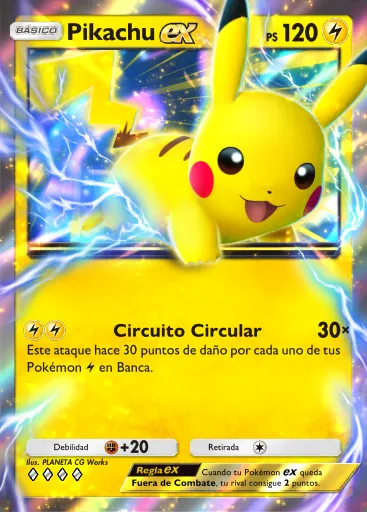 BÁSICO Pikachu ex PS 120
Circuito Circular 30×
Este ataque hace 30 puntos de daño por cada uno de tus
Pokémon en Banca.
Debilidad +20 Retirada
Ilus. PLANETA CG Works
Regla ex Cuando tu Pokémon ex queda
Fuera de Combate, tu rival consigue 2 puntos.